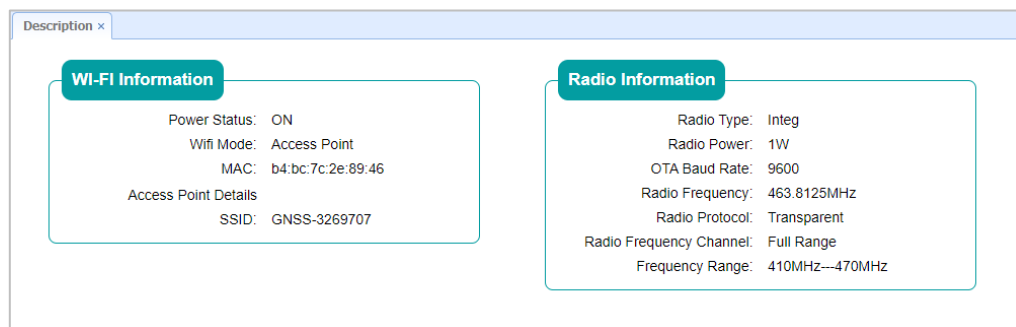 Description ×
WI-FI Information
Power Status: ON
Wifi Mode: Access Point
MAC: b4:bc:7c:2e:89:46
Access Point Details
SSID: GNSS-3269707
Radio Information
Radio Type: Integ
Radio Power: 1W
OTA Baud Rate: 9600
Radio Frequency: 463.8125MHz
Radio Protocol: Transparent
Radio Frequency Channel: Full Range
Frequency Range: 410MHz---470MHz